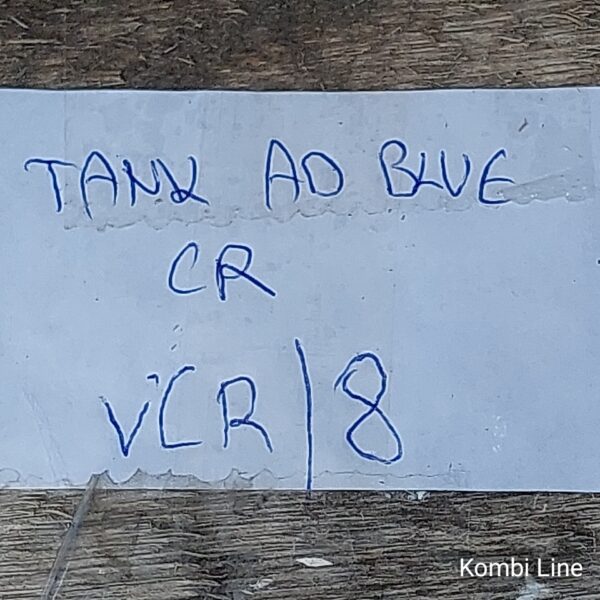 TANK AD BLUE
CR
VCR/8
Kombi Line